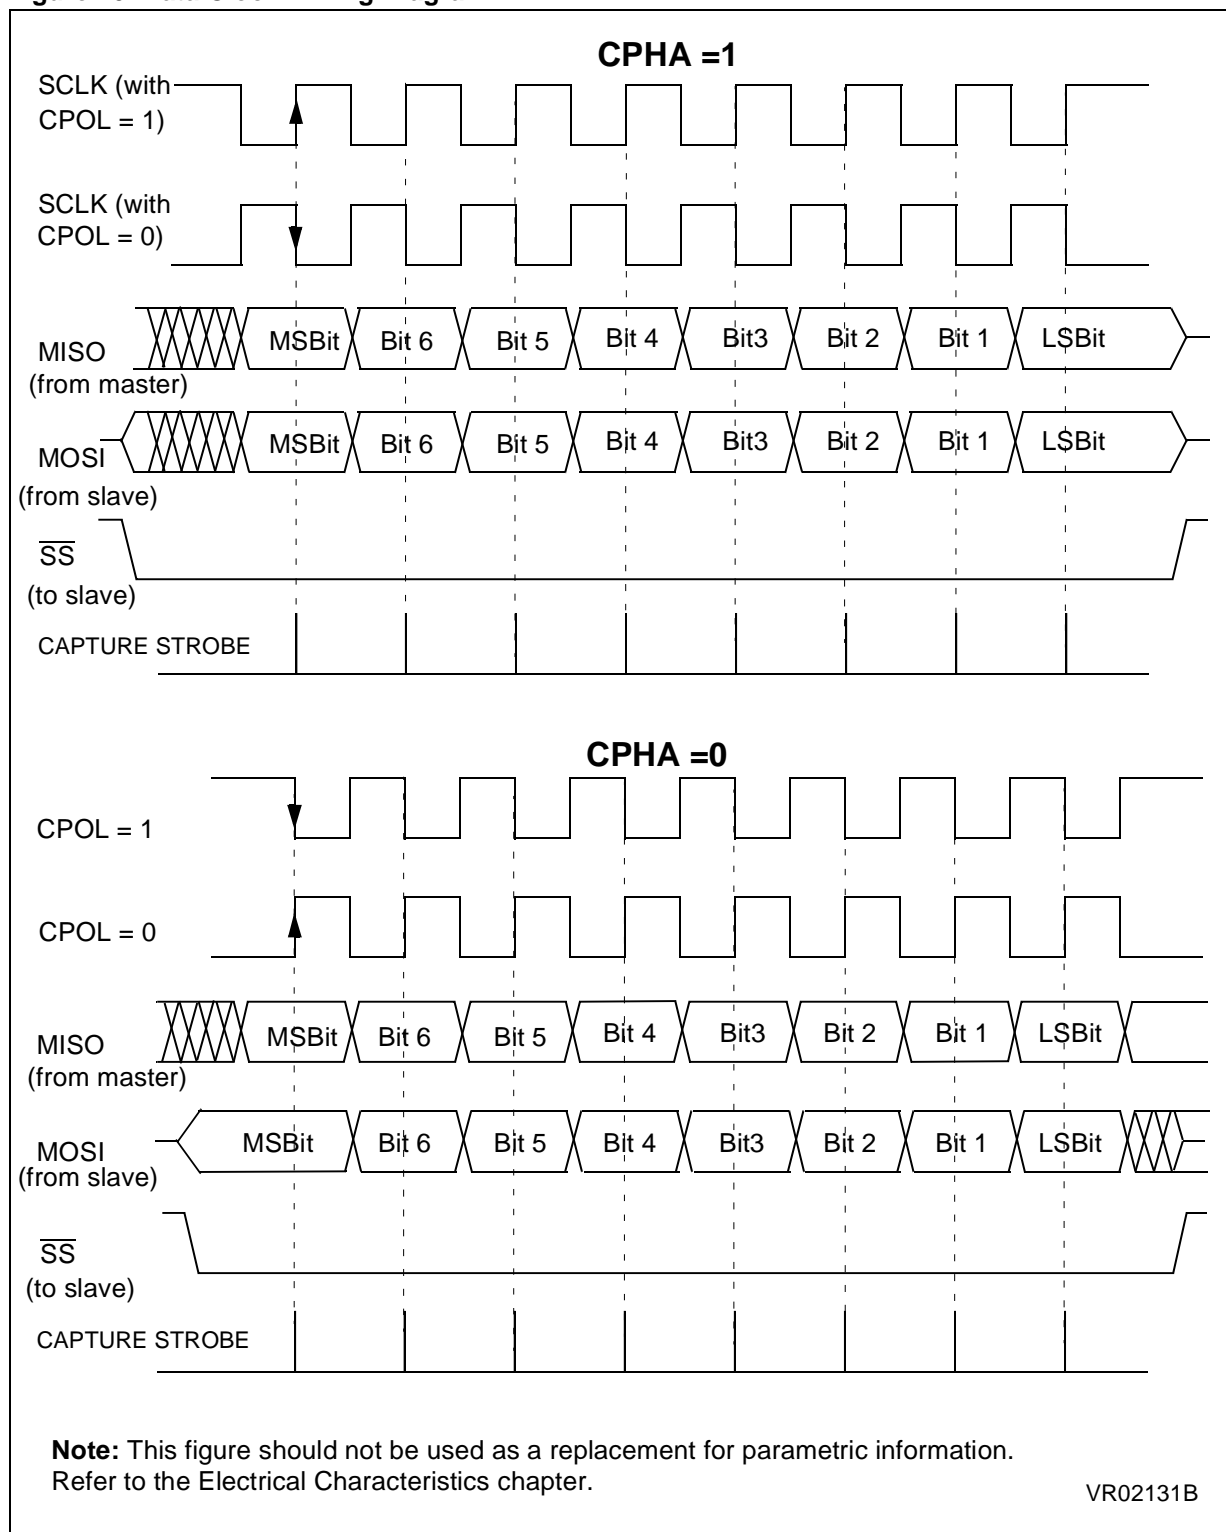 CPHA =1
SCLK (with
CPOL = 1)
SCLK (with
CPOL = 0)
MSBit Bit 6 Bit 5 Bit 4 Bit3 Bit 2 Bit 1 LSBit
MISO
(from master)
MSBit Bit 6 Bit 5 Bit 4 Bit3 Bit 2 Bit 1 LSBit
MOSI
(from slave)
SS
(to slave)
CAPTURE STROBE
CPHA =0
CPOL = 1
CPOL = 0
MSBit Bit 6 Bit 5 Bit 4 Bit3 Bit 2 Bit 1 LSBit
MISO
(from master)
MSBit Bit 6 Bit 5 Bit 4 Bit3 Bit 2 Bit 1 LSBit
MOSI
(from slave)
SS
(to slave)
CAPTURE STROBE
Note: This figure should not be used as a replacement for parametric information.
Refer to the Electrical Characteristics chapter.
VR02131B